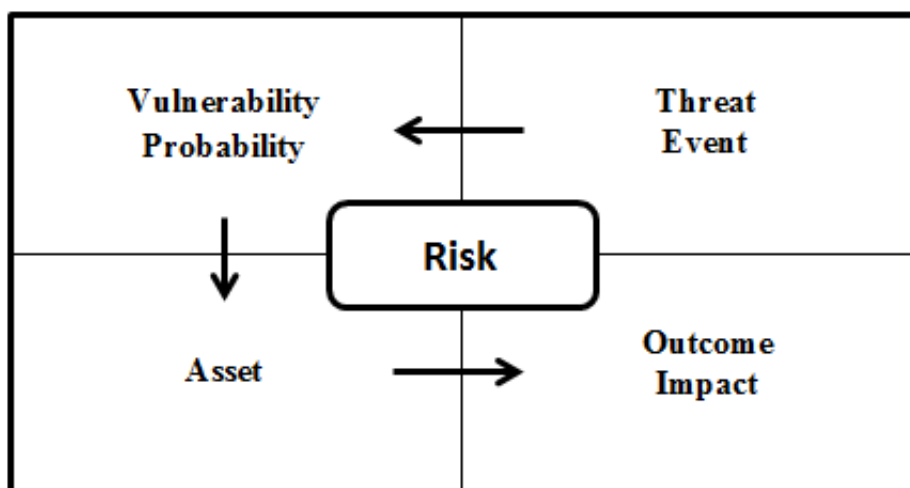 Vulnerability
Probability
Threat
Event
Risk
Asset
Outcome
Impact